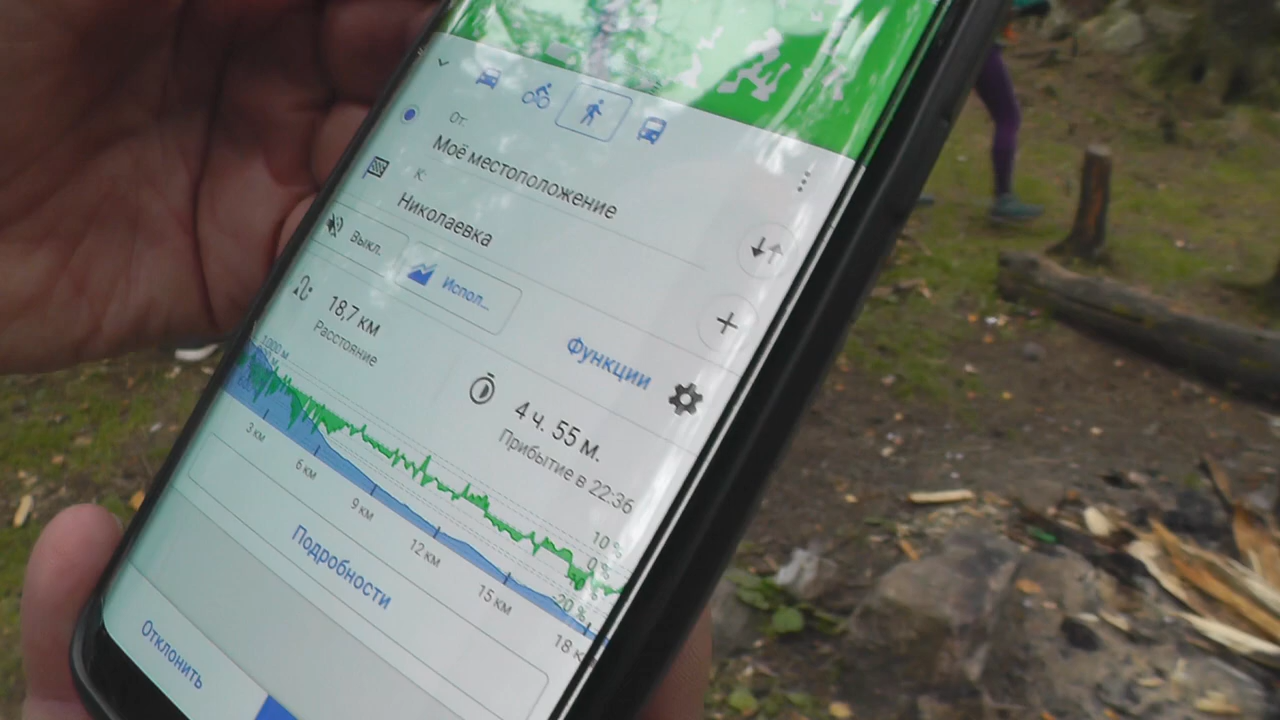 От:
Моё местоположение
К:
Николаевка
Выкл.
Испол...
Функции
18,7 км
Расстояние
4 ч. 55 м.
Прибытие в 22:36
1000 м
10 %
0 %
-20 %
3 км
6 км
9 км
12 км
15 км
18 к
Подробности
Отклонить